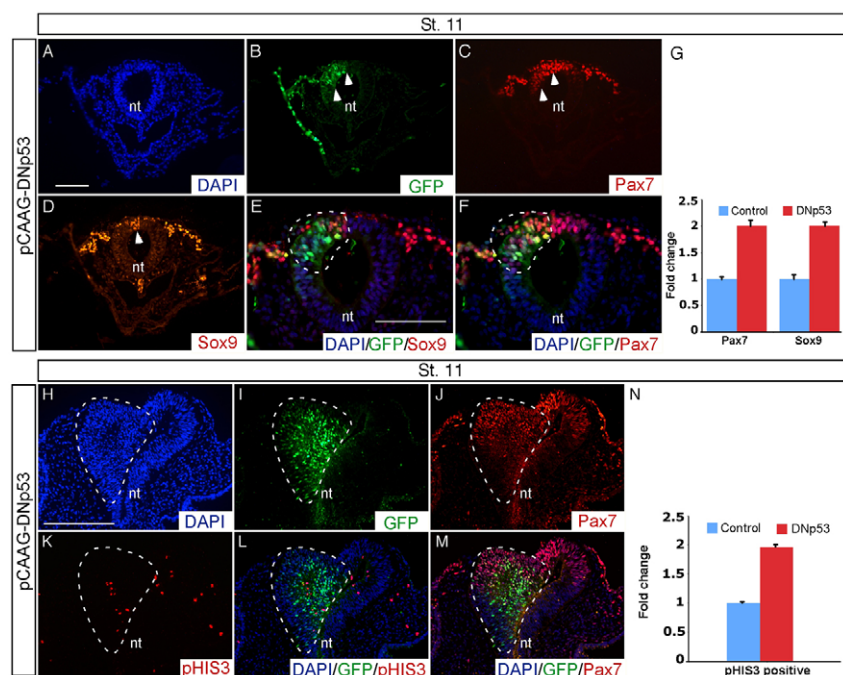 St. 11
pCAAG-DNp53
A
nt
DAPI
B
nt
GFP
C
nt
Pax7
G
Control
DNp53
Fold change
2.5
2
1.5
1
0.5
0
Pax7
Sox9
D
nt
Sox9
E
nt
DAPI/GFP/Sox9
F
nt
DAPI/GFP/Pax7
St. 11
pCAAG-DNp53
H
nt
DAPI
I
nt
GFP
J
nt
Pax7
N
Control
DNp53
Fold change
2.5
2
1.5
1
0.5
0
pHIS3 positive
K
nt
pHIS3
L
nt
DAPI/GFP/pHIS3
M
nt
DAPI/GFP/Pax7